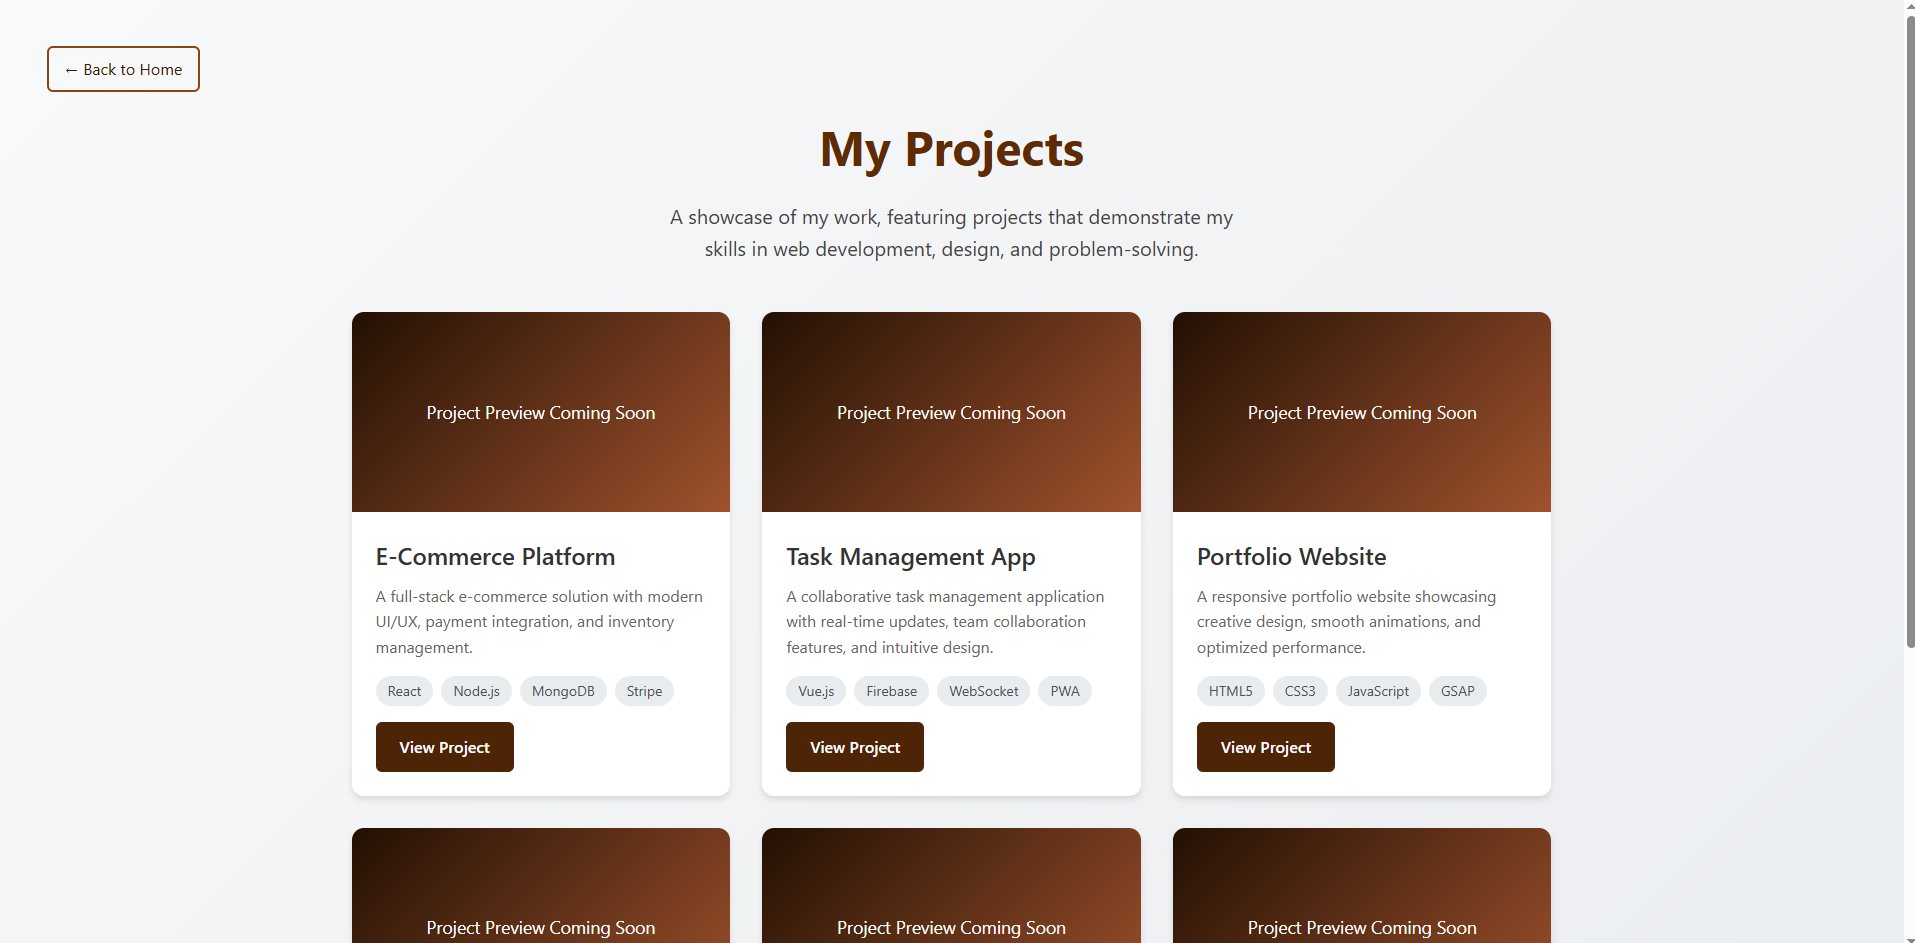 ← Back to Home
My Projects
A showcase of my work, featuring projects that demonstrate my
skills in web development, design, and problem-solving.
Project Preview Coming Soon
Project Preview Coming Soon
Project Preview Coming Soon
E-Commerce Platform
A full-stack e-commerce solution with modern
UI/UX, payment integration, and inventory
management.
React Node.js MongoDB Stripe
View Project
Task Management App
A collaborative task management application
with real-time updates, team collaboration
features, and intuitive design.
Vue.js Firebase WebSocket PWA
View Project
Portfolio Website
A responsive portfolio website showcasing
creative design, smooth animations, and
optimized performance.
HTML5 CSS3 JavaScript GSAP
View Project
Project Preview Coming Soon
Project Preview Coming Soon
Project Preview Coming Soon